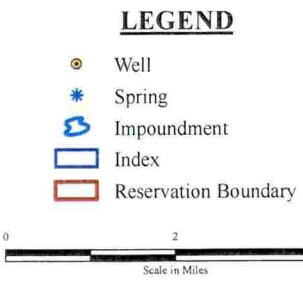 LEGEND
Well
Spring
Impoundment
Index
Reservation Boundary
0 2
Scale in Miles